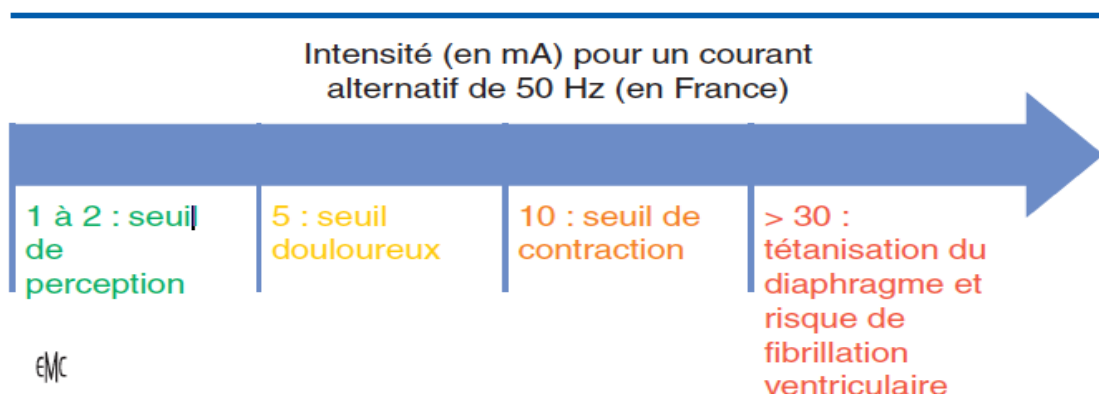 Intensité (en mA) pour un courant
alternatif de 50 Hz (en France)
1 à 2 : seuil
de
perception
5 : seuil
douloureux
10 : seuil de
contraction
> 30 :
tétanisation du
diaphragme et
risque de
fibrillation
ventriculaire
EMC